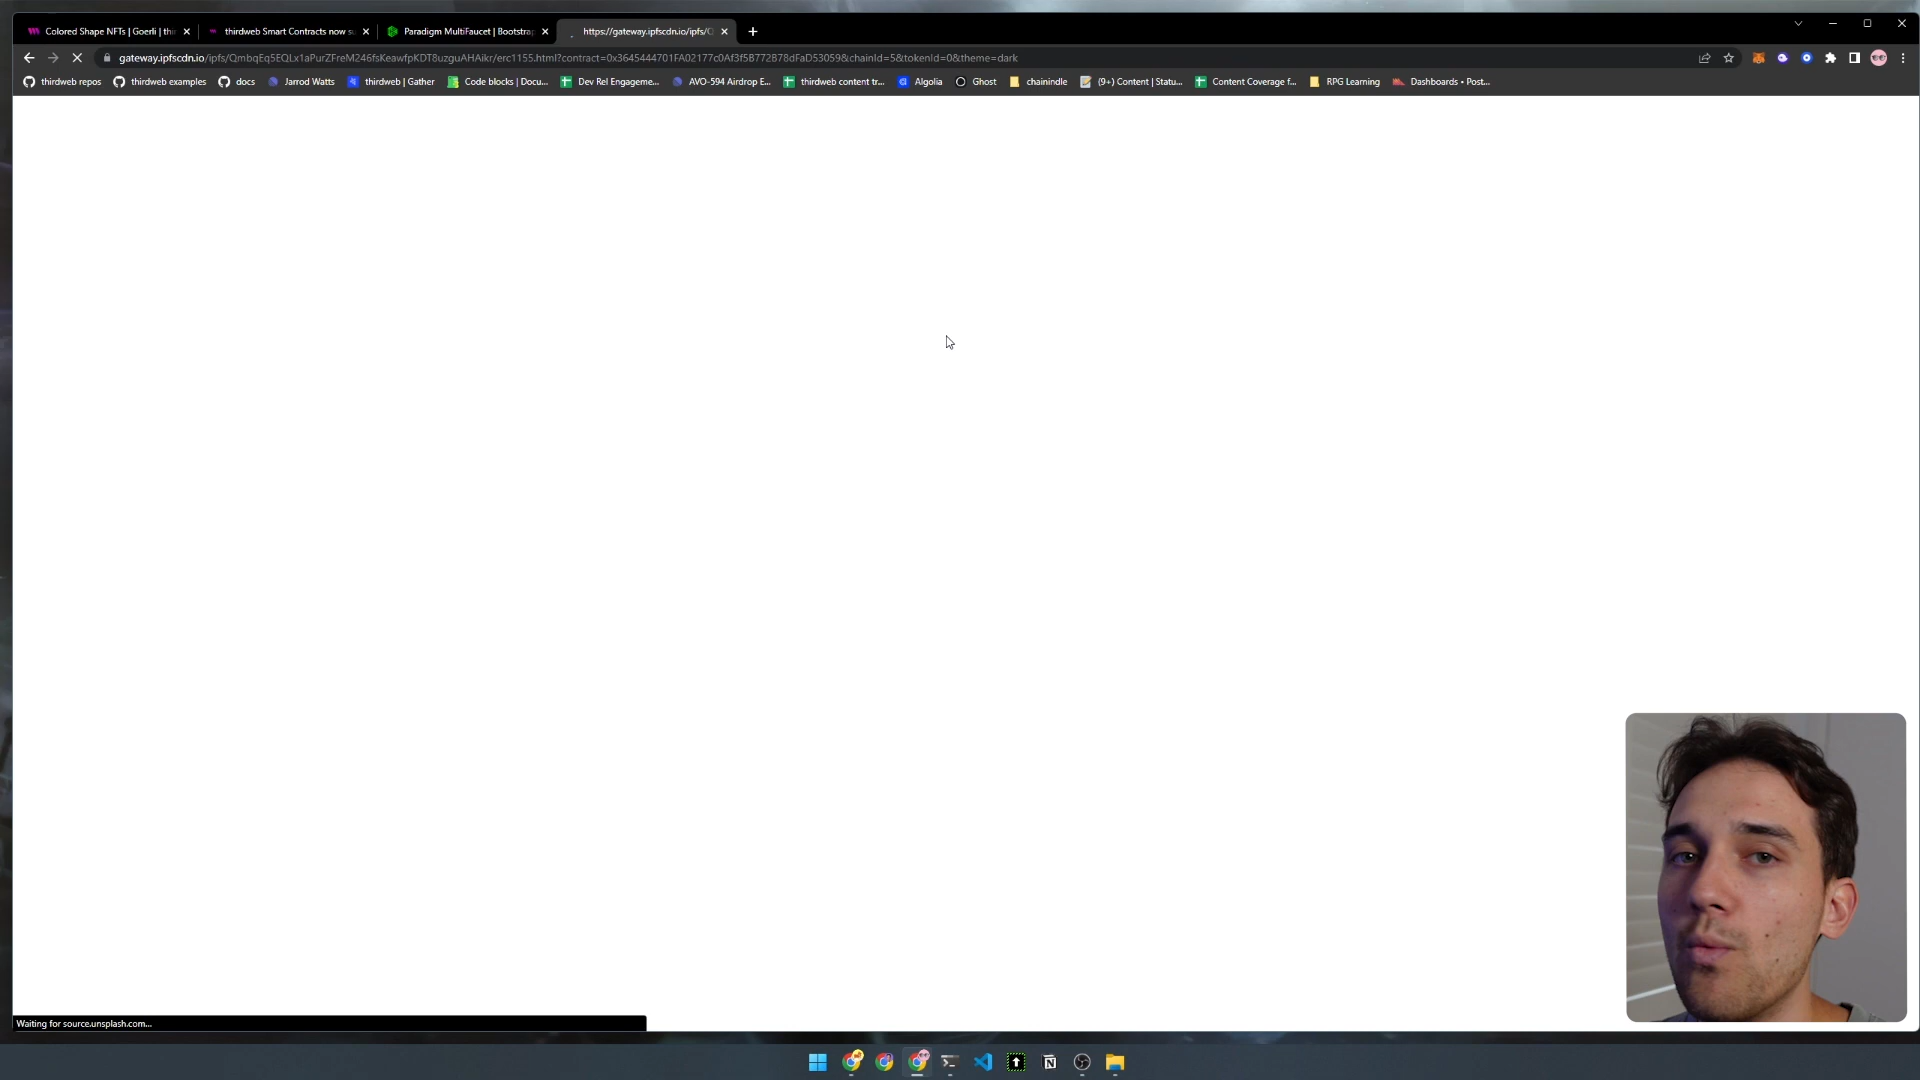 Colored Shape NFTs | Goerli | thir
thirdweb Smart Contracts now su
Paradigm MultiFaucet | Bootstrap
https://gateway.ipfscdn.io/ipfs/Q
gateway.ipfscdn.io/ipfs/QmbqEq5EQLx1aPurZFreM246fsKeawfpKDT8uzguAHAikr/erc1155.html?contract=0x3645444701FA02177c0Af3f5B772878dFaD53059&chainId=5&tokenId=0&theme=dark
thirdweb repos
thirdweb examples
docs
Jarrod Watts
thirdweb | Gather
Code blocks | Docu...
Dev Rel Engageme...
AVO-594 Airdrop E...
thirdweb content tr...
Algolia
Ghost
chainindle
(9+) Content | Statu...
Content Coverage f...
RPG Learning
Dashboards • Post...
Waiting for source.unsplash.com...